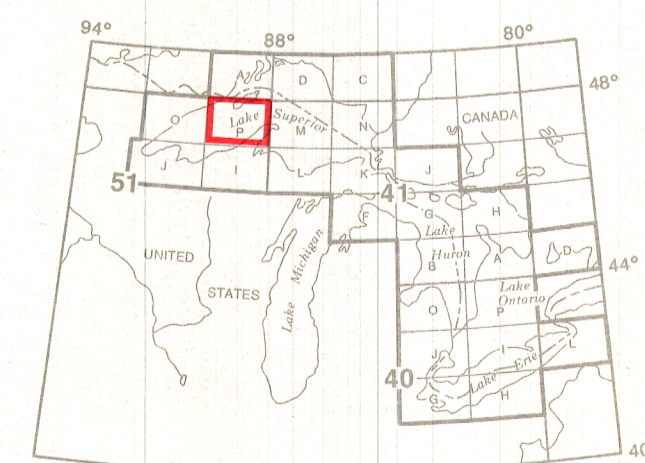 94° 88° 80°
A D C 48°
O Lake Superior N CANADA
P M
J I L K J
51 41
F G H
Lake
Huron
UNITED B A D 44°
STATES Lake Michigan Lake
Ontario
O P
J I L
40 Lake Erie
G H
40